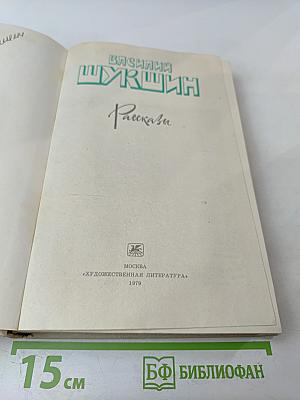 ВАСИЛИЙ
ШУКШИН
Рассказы
МОСКВА
«ХУДОЖЕСТВЕННАЯ ЛИТЕРАТУРА»
1979
15 см
БФ БИБЛИОФАН